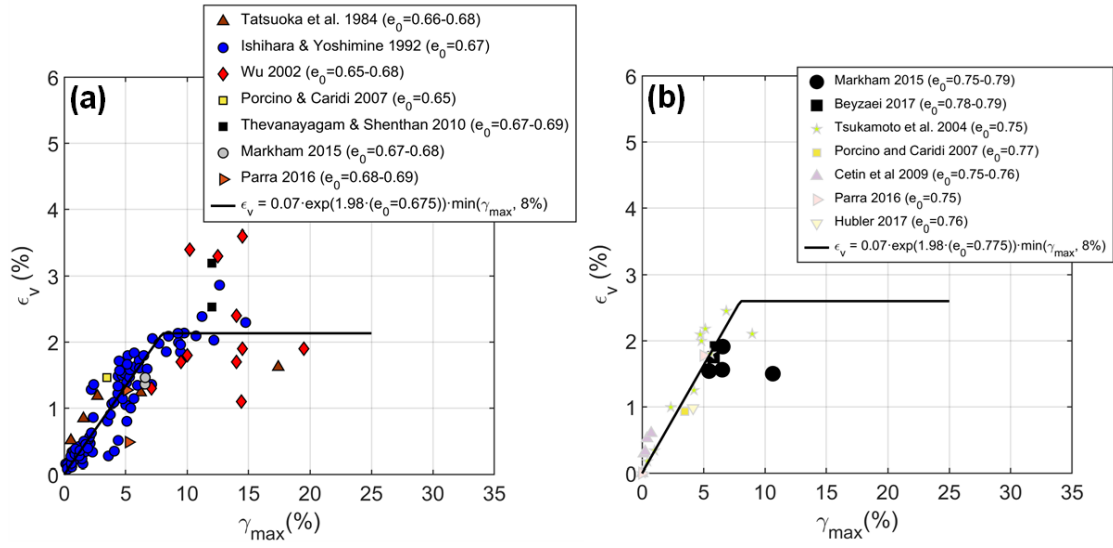 Tatsuoka et al. 1984 (e0=0.66-0.68)
Ishihara & Yoshimine 1992 (e0=0.67)
Wu 2002 (e0=0.65-0.68)
Porcino & Caridi 2007 (e0=0.65)
Thevanayagam & Shenthan 2010 (e0=0.67-0.69)
Markham 2015 (e0=0.67-0.68)
Parra 2016 (e0=0.68-0.69)
ϵv = 0.07·exp(1.98·(e0=0.675))·min(γmax, 8%)
(a)
6
5
4
3
2
1
0
ϵv (%)
0 5 10 15 20 25 30 35
γmax(%)
Markham 2015 (e0=0.75-0.79)
Beyzaei 2017 (e0=0.78-0.79)
Tsukamoto et al. 2004 (e0=0.75)
Porcino and Caridi 2007 (e0=0.77)
Cetin et al 2009 (e0=0.75-0.76)
Parra 2016 (e0=0.75)
Hubler 2017 (e0=0.76)
ϵv = 0.07·exp(1.98·(e0=0.775))·min(γmax, 8%)
(b)
6
5
4
3
2
1
0
ϵv (%)
0 5 10 15 20 25 30 35
γmax(%)